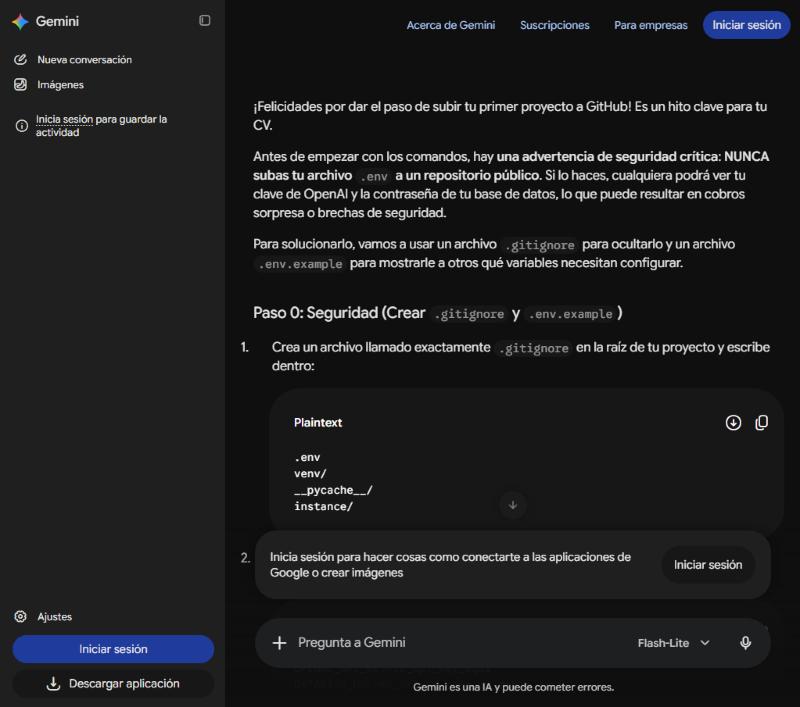 Gemini
Nueva conversación
Imágenes
Inicia sesión para guardar la
actividad
Ajustes
Iniciar sesión
Descargar aplicación
Acerca de Gemini
Suscripciones
Para empresas
Iniciar sesión
¡Felicidades por dar el paso de subir tu primer proyecto a GitHub! Es un hito clave para tu
CV.
Antes de empezar con los comandos, hay una advertencia de seguridad crítica: NUNCA
subas tu archivo .env a un repositorio público. Si lo haces, cualquiera podrá ver tu
clave de OpenAI y la contraseña de tu base de datos, lo que puede resultar en cobros
sorpresa o brechas de seguridad.
Para solucionarlo, vamos a usar un archivo .gitignore para ocultarlo y un archivo
.env.example para mostrarle a otros qué variables necesitan configurar.
Paso 0: Seguridad (Crear .gitignore y .env.example )
1. Crea un archivo llamado exactamente .gitignore en la raíz de tu proyecto y escribe
dentro:
Plaintext
.env
venv/
__pycache__/
instance/
2.
Inicia sesión para hacer cosas como conectarte a las aplicaciones de
Google o crear imágenes
Iniciar sesión
Pregunta a Gemini
Flash-Lite
Gemini es una IA y puede cometer errores.